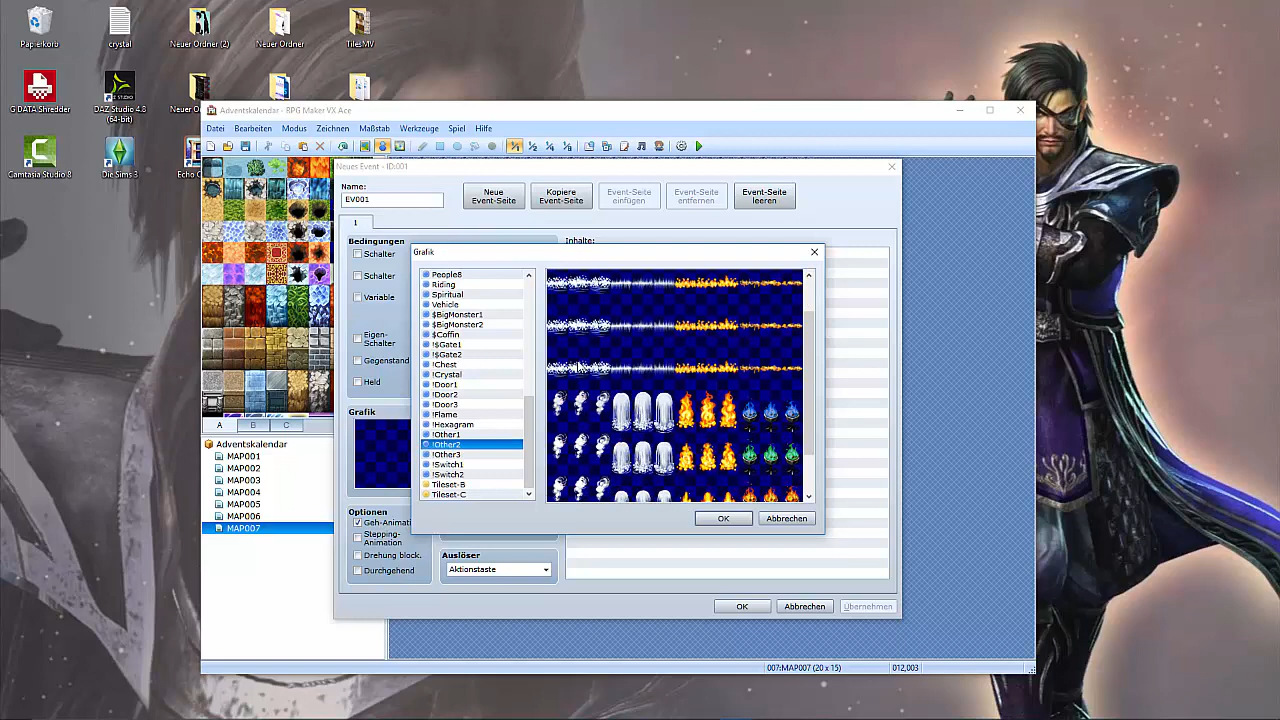 Papierkorb
crystal
Neuer Ordner (2)
Neuer Ordner
TilesMV
G DATA Shredder
DAZ Studio 4.8
(64-bit)
Neuer O
Camtasia Studio 8
Die Sims 3
Echo
Adventskalendar - RPG Maker VX Ace
Datei Bearbeiten Modus Zeichnen Maßstab Werkzeuge Spiel Hilfe
Neues Event - ID:001
Name:
EV001
Neue
Event-Seite
Kopiere
Event-Seite
Event-Seite
einfügen
Event-Seite
entfernen
Event-Seite
leeren
1
Bedingungen
Schalter
Schalter
Variable
Eigen-
Schalter
Gegenstand
Held
Inhalte:
Grafik
People8
Riding
Spiritual
Vehicle
$BigMonster1
$BigMonster2
$Coffin
!$Gate1
!$Gate2
!Chest
!Crystal
!Door1
!Door2
!Door3
!Flame
!Hexagram
!Other1
!Other2
!Other3
!Switch1
!Switch2
Tileset-B
Tileset-C
OK
Abbrechen
Grafik
Optionen
Geh-Animati
Stepping-
Animation
Drehung block.
Durchgehend
Auslöser
Aktionstaste
OK
Abbrechen
Übernehmen
A B C
Adventskalendar
MAP001
MAP002
MAP003
MAP004
MAP005
MAP006
MAP007
007:MAP007 (20 x 15)
012,003